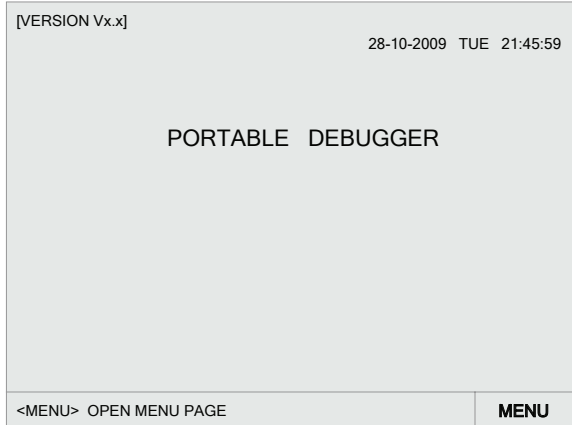 [VERSION Vx.x]
28-10-2009 TUE 21:45:59
PORTABLE DEBUGGER
<MENU> OPEN MENU PAGE
MENU